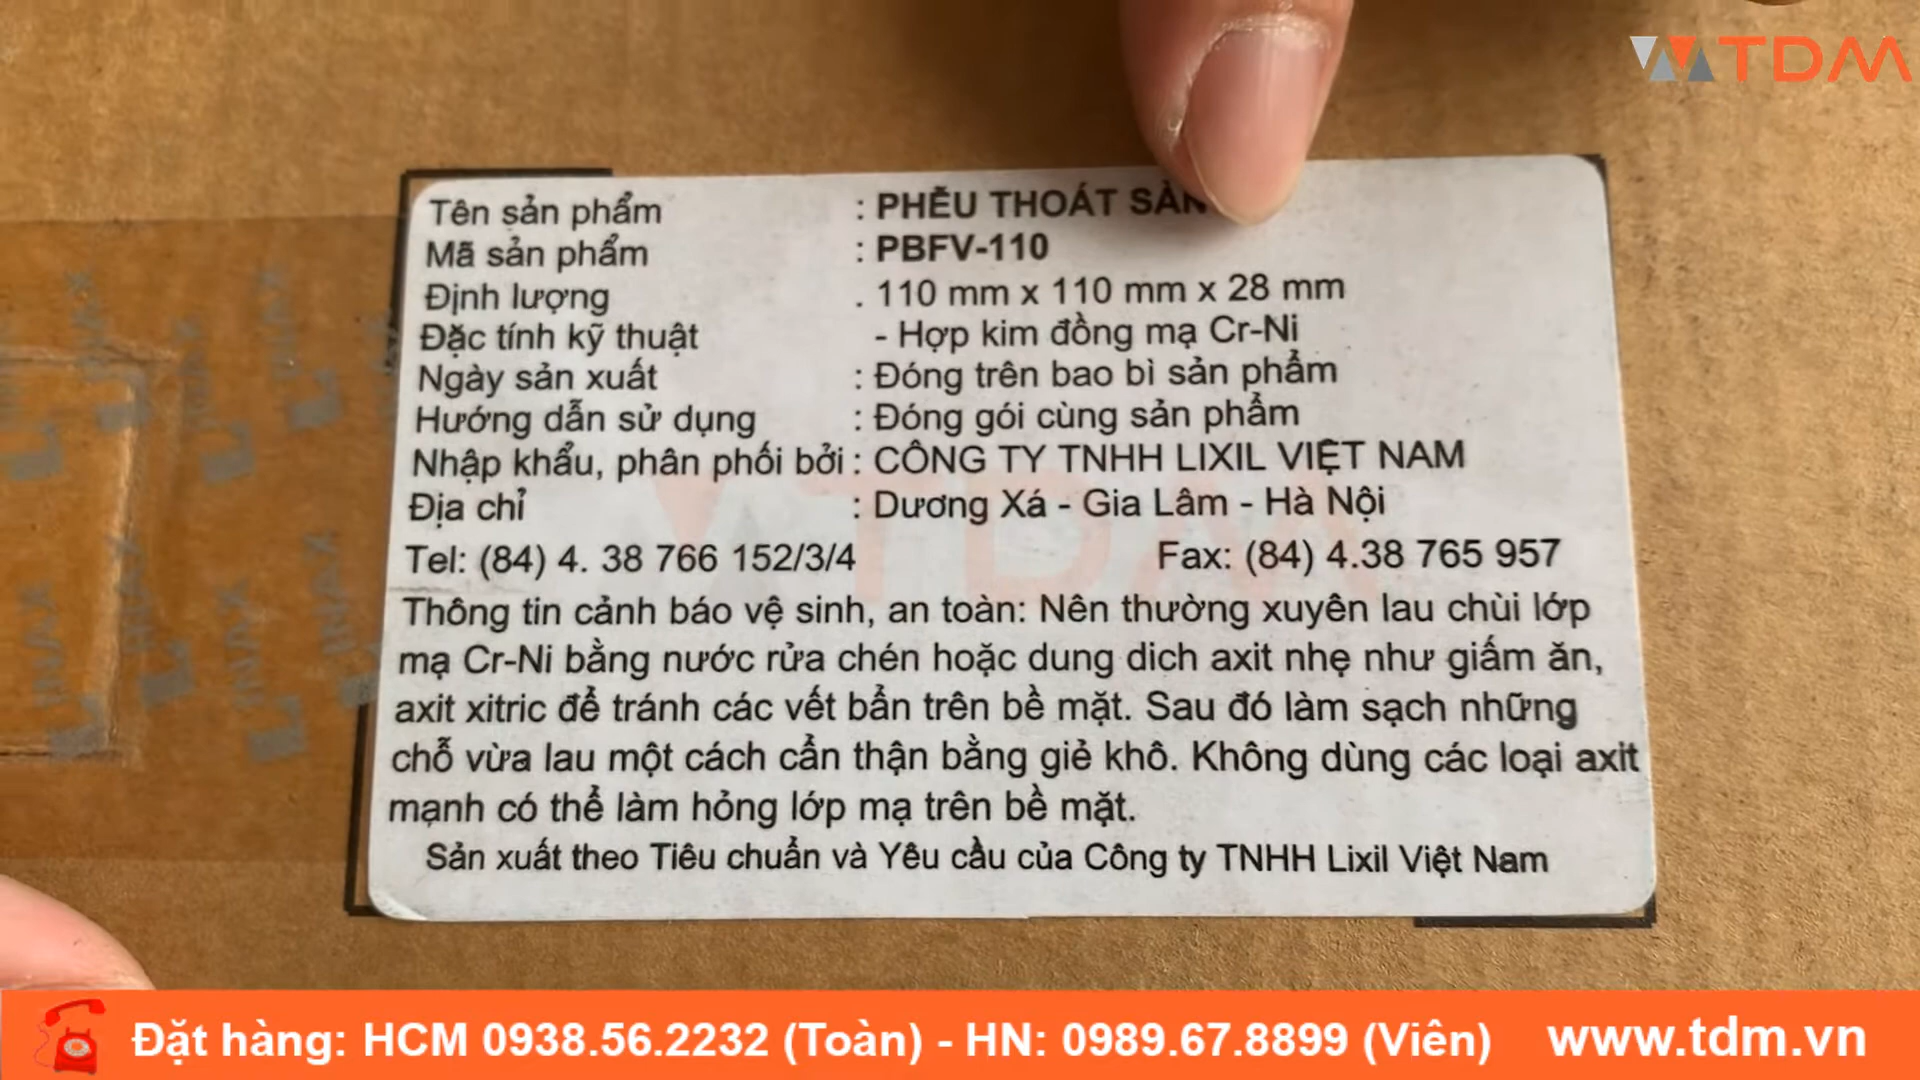 TDM
Tên sản phẩm : PHỄU THOÁT SÀN
Mã sản phẩm : PBFV-110
Định lượng . 110 mm x 110 mm x 28 mm
Đặc tính kỹ thuật - Hợp kim đồng mạ Cr-Ni
Ngày sản xuất : Đóng trên bao bì sản phẩm
Hướng dẫn sử dụng : Đóng gói cùng sản phẩm
Nhập khẩu, phân phối bởi : CÔNG TY TNHH LIXIL VIỆT NAM
Địa chỉ : Dương Xá - Gia Lâm - Hà Nội
Tel: (84) 4. 38 766 152/3/4 Fax: (84) 4.38 765 957
Thông tin cảnh báo vệ sinh, an toàn: Nên thường xuyên lau chùi lớp
mạ Cr-Ni bằng nước rửa chén hoặc dung dich axit nhẹ như giấm ăn,
axit xitric để tránh các vết bẩn trên bề mặt. Sau đó làm sạch những
chỗ vừa lau một cách cẩn thận bằng giẻ khô. Không dùng các loại axit
mạnh có thể làm hỏng lớp mạ trên bề mặt.
Sản xuất theo Tiêu chuẩn và Yêu cầu của Công ty TNHH Lixil Việt Nam
TDM
INAX
INAX
INAX
INAX
INAX
INAX
Đặt hàng: HCM 0938.56.2232 (Toàn) - HN: 0989.67.8899 (Viên) www.tdm.vn